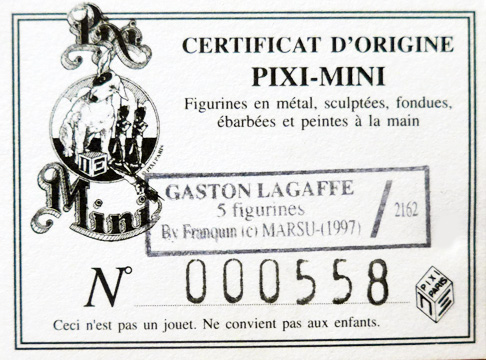 Pixi
Mini
PIXI PARIS
CERTIFICAT D'ORIGINE
PIXI-MINI
Figurines en métal, sculptées, fondues,
ébarbées et peintes à la main
GASTON LAGAFFE
5 figurines
By Franquin (c) MARSU-(1997)
/ 2162
N° 000558
PIXI
PARIS
Ceci n'est pas un jouet. Ne convient pas aux enfants.